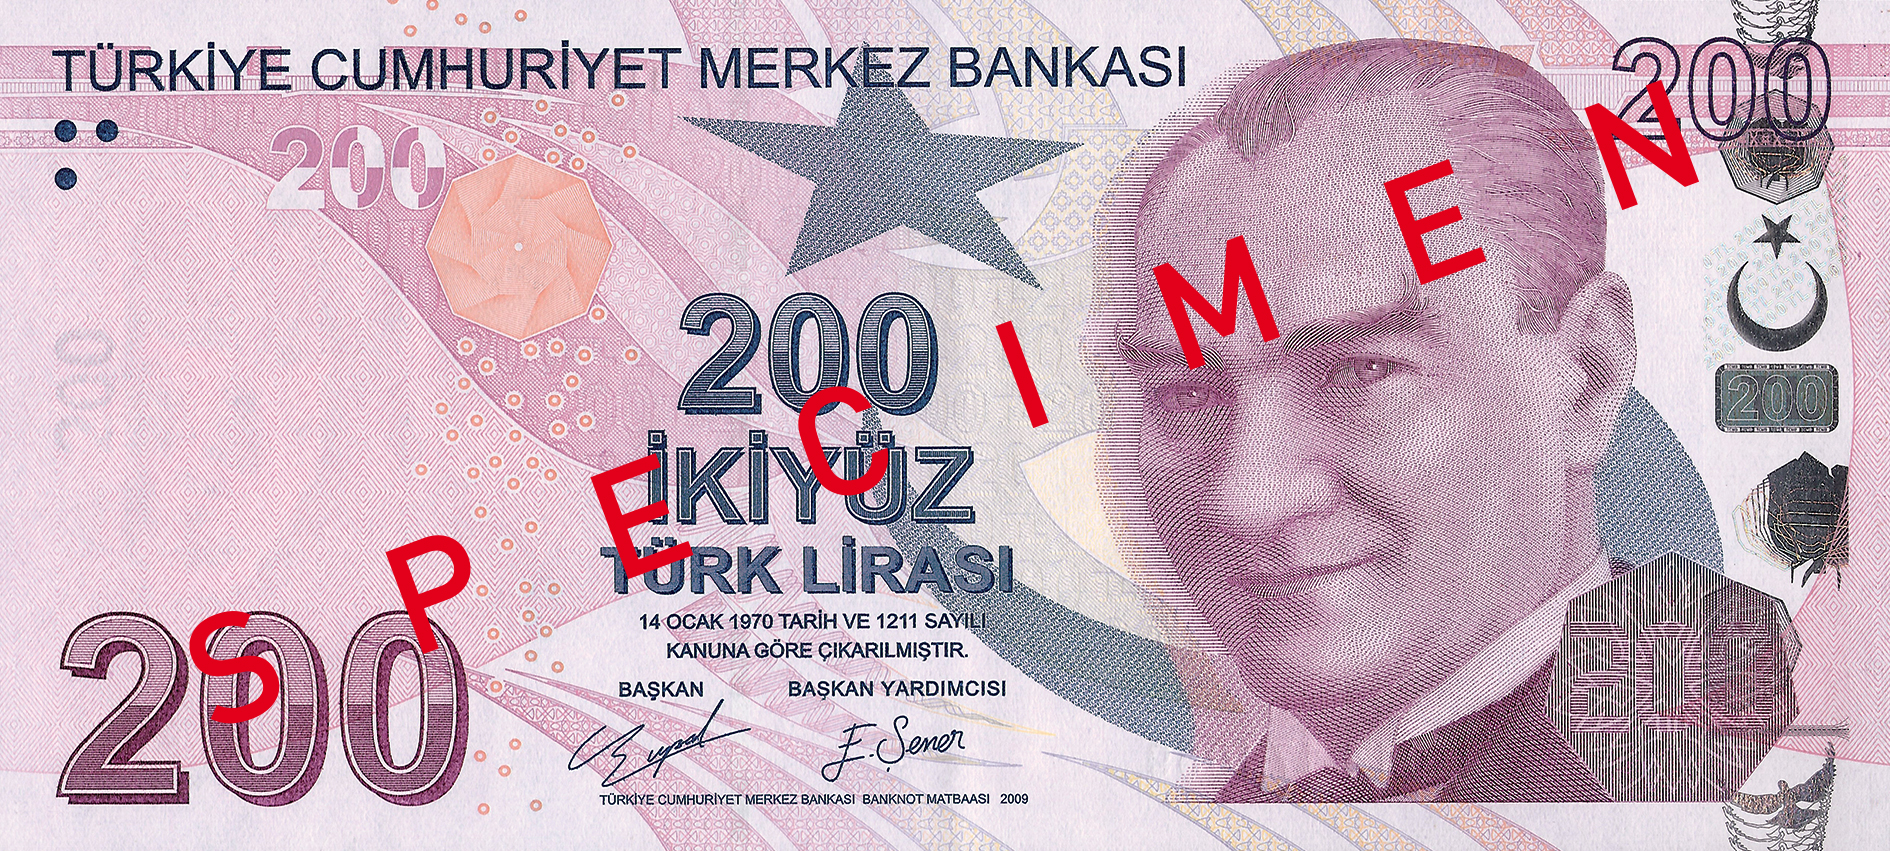 TÜRKİYE CUMHURİYET MERKEZ BANKASI
200
200
200
200
İKİYÜZ
TÜRK LİRASI
14 OCAK 1970 TARİH VE 1211 SAYILI
KANUNA GÖRE ÇIKARILMIŞTIR.
BAŞKAN BAŞKAN YARDIMCISI
E. Şener
TÜRKİYE CUMHURİYET MERKEZ BANKASI BANKNOT MATBAASI 2009
200
200
200
SPECIMEN